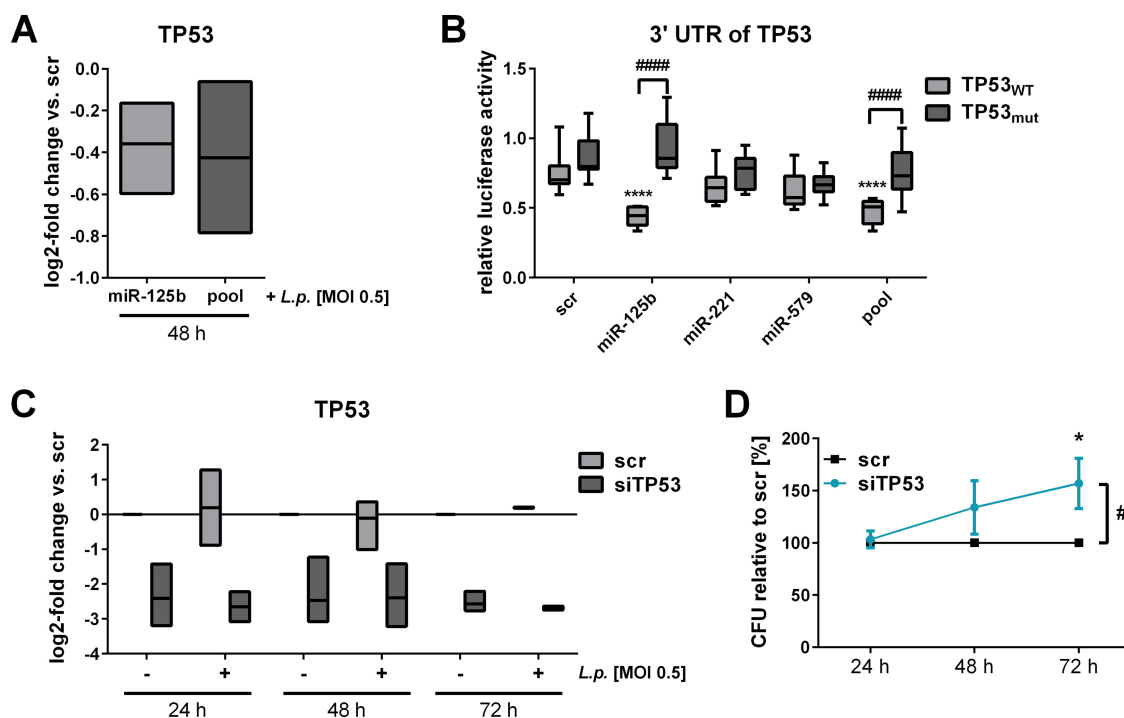 A
TP53
log2-fold change vs. scr
0.0
-0.2
-0.4
-0.6
-0.8
-1.0
miR-125b pool + L.p. [MOI 0.5]
48 h
B
3' UTR of TP53
relative luciferase activity
1.5
1.0
0.5
0.0
####
####
****
****
TP53WT
TP53mut
scr
miR-125b
miR-221
miR-579
pool
C
TP53
log2-fold change vs. scr
2
1
0
-1
-2
-3
-4
scr
siTP53
- + - + - + L.p. [MOI 0.5]
24 h 48 h 72 h
D
CFU relative to scr [%]
200
150
100
50
0
scr
siTP53
*
#
24 h 48 h 72 h